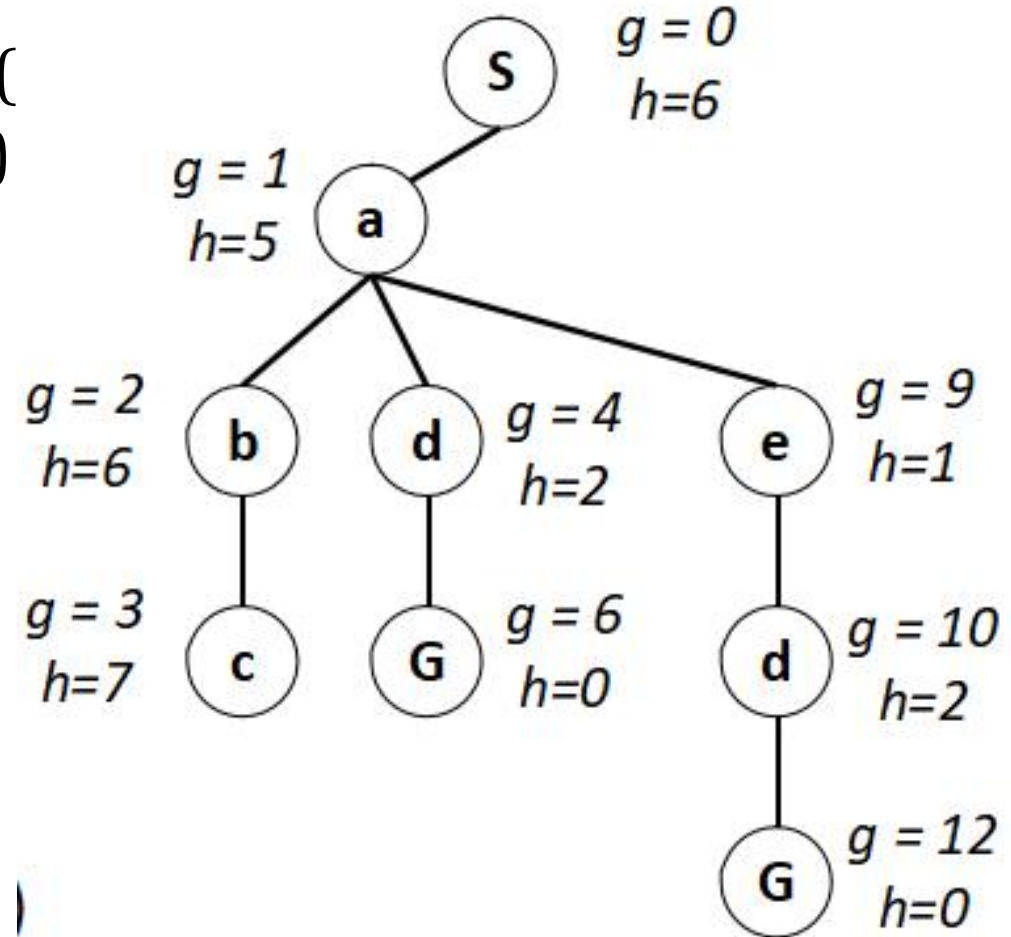 g = 0
S
h=6
(
g = 1
)
a
h=5
g = 2
g = 9
g = 4
b
d
e
h=6
h=1
h=2
g = 3
g = 6
g = 10
c
G
d
h=7
h=0
h=2
g = 12
G
h=0
)